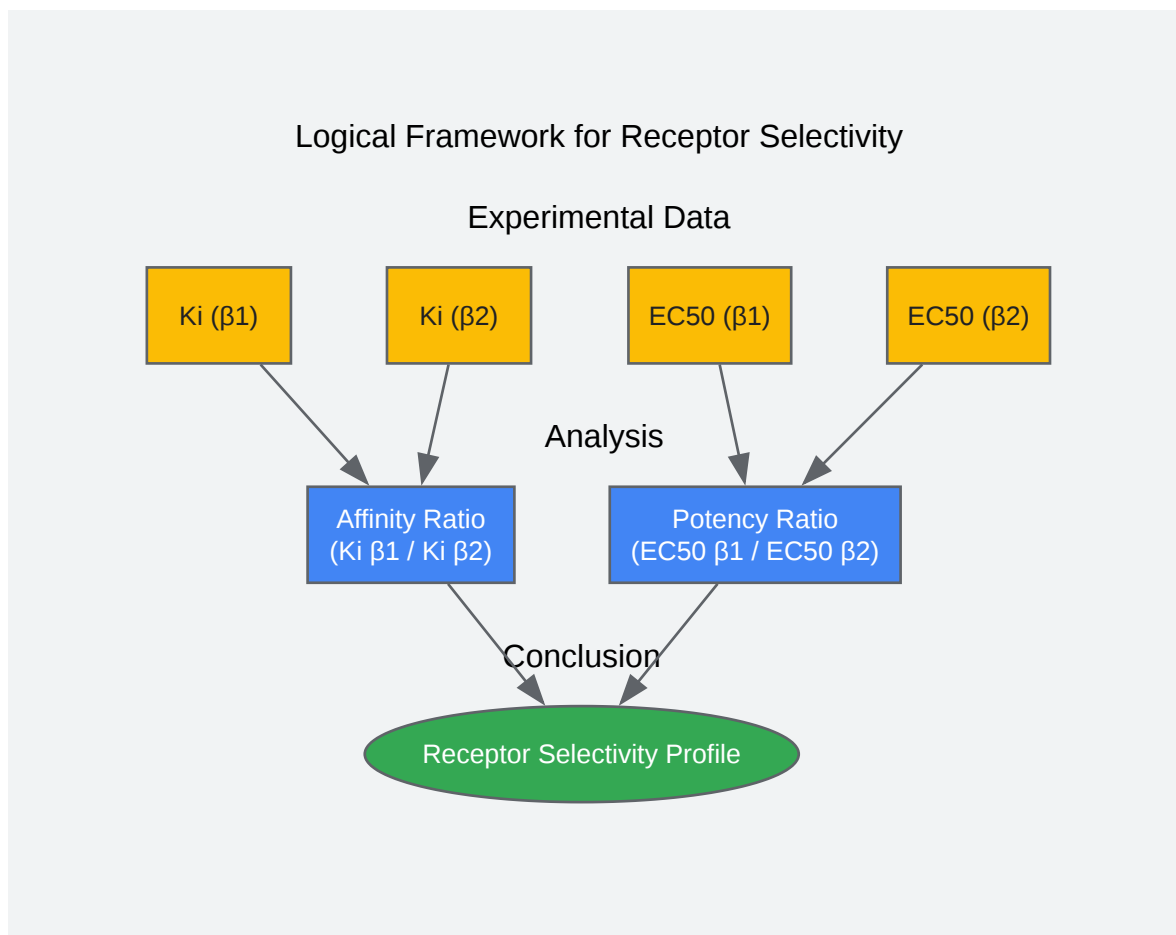 Logical Framework for Receptor Selectivity
Experimental Data
Ki (β1)
Ki (β2)
EC50 (β1)
EC50 (β2)
Analysis
Affinity Ratio
(Ki β1 / Ki β2)
Potency Ratio
(EC50 β1 / EC50 β2)
Conclusion
Receptor Selectivity Profile